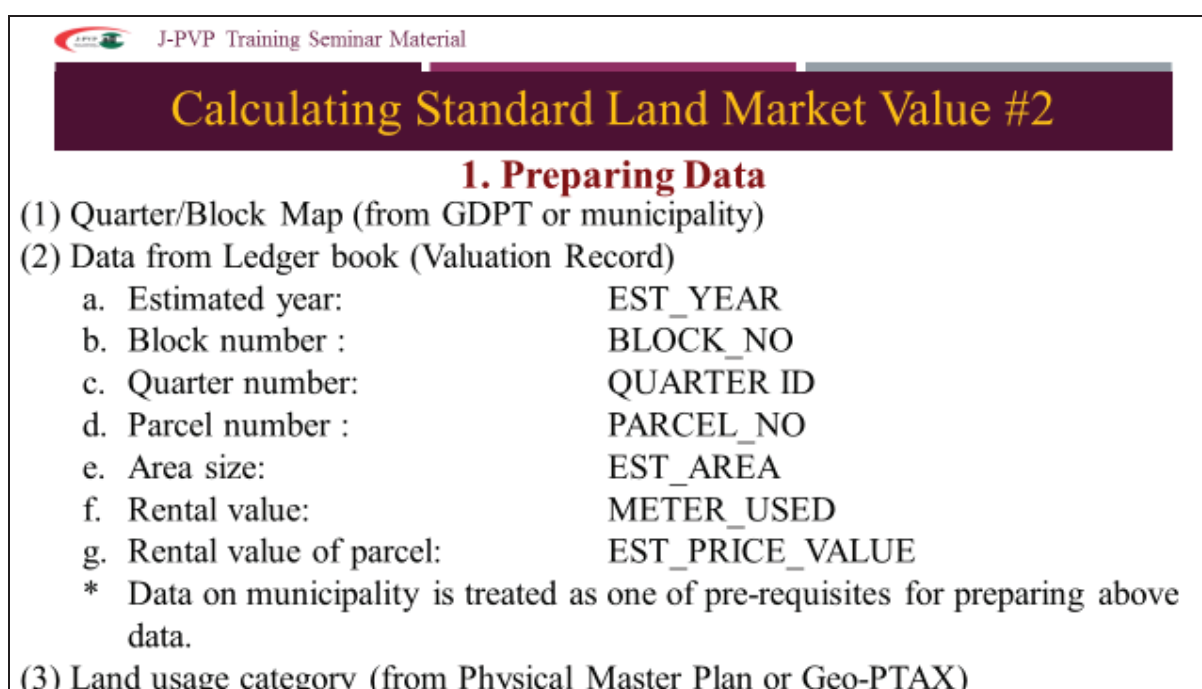 J-PVP Training Seminar Material
Calculating Standard Land Market Value #2
1. Preparing Data
(1) Quarter/Block Map (from GDPT or municipality)
(2) Data from Ledger book (Valuation Record)
a. Estimated year: EST_YEAR
b. Block number : BLOCK_NO
c. Quarter number: QUARTER ID
d. Parcel number : PARCEL_NO
e. Area size: EST_AREA
f. Rental value: METER_USED
g. Rental value of parcel: EST_PRICE_VALUE
* Data on municipality is treated as one of pre-requisites for preparing above
data.
(3) Land usage category (from Physical Master Plan or Geo-PTAX)